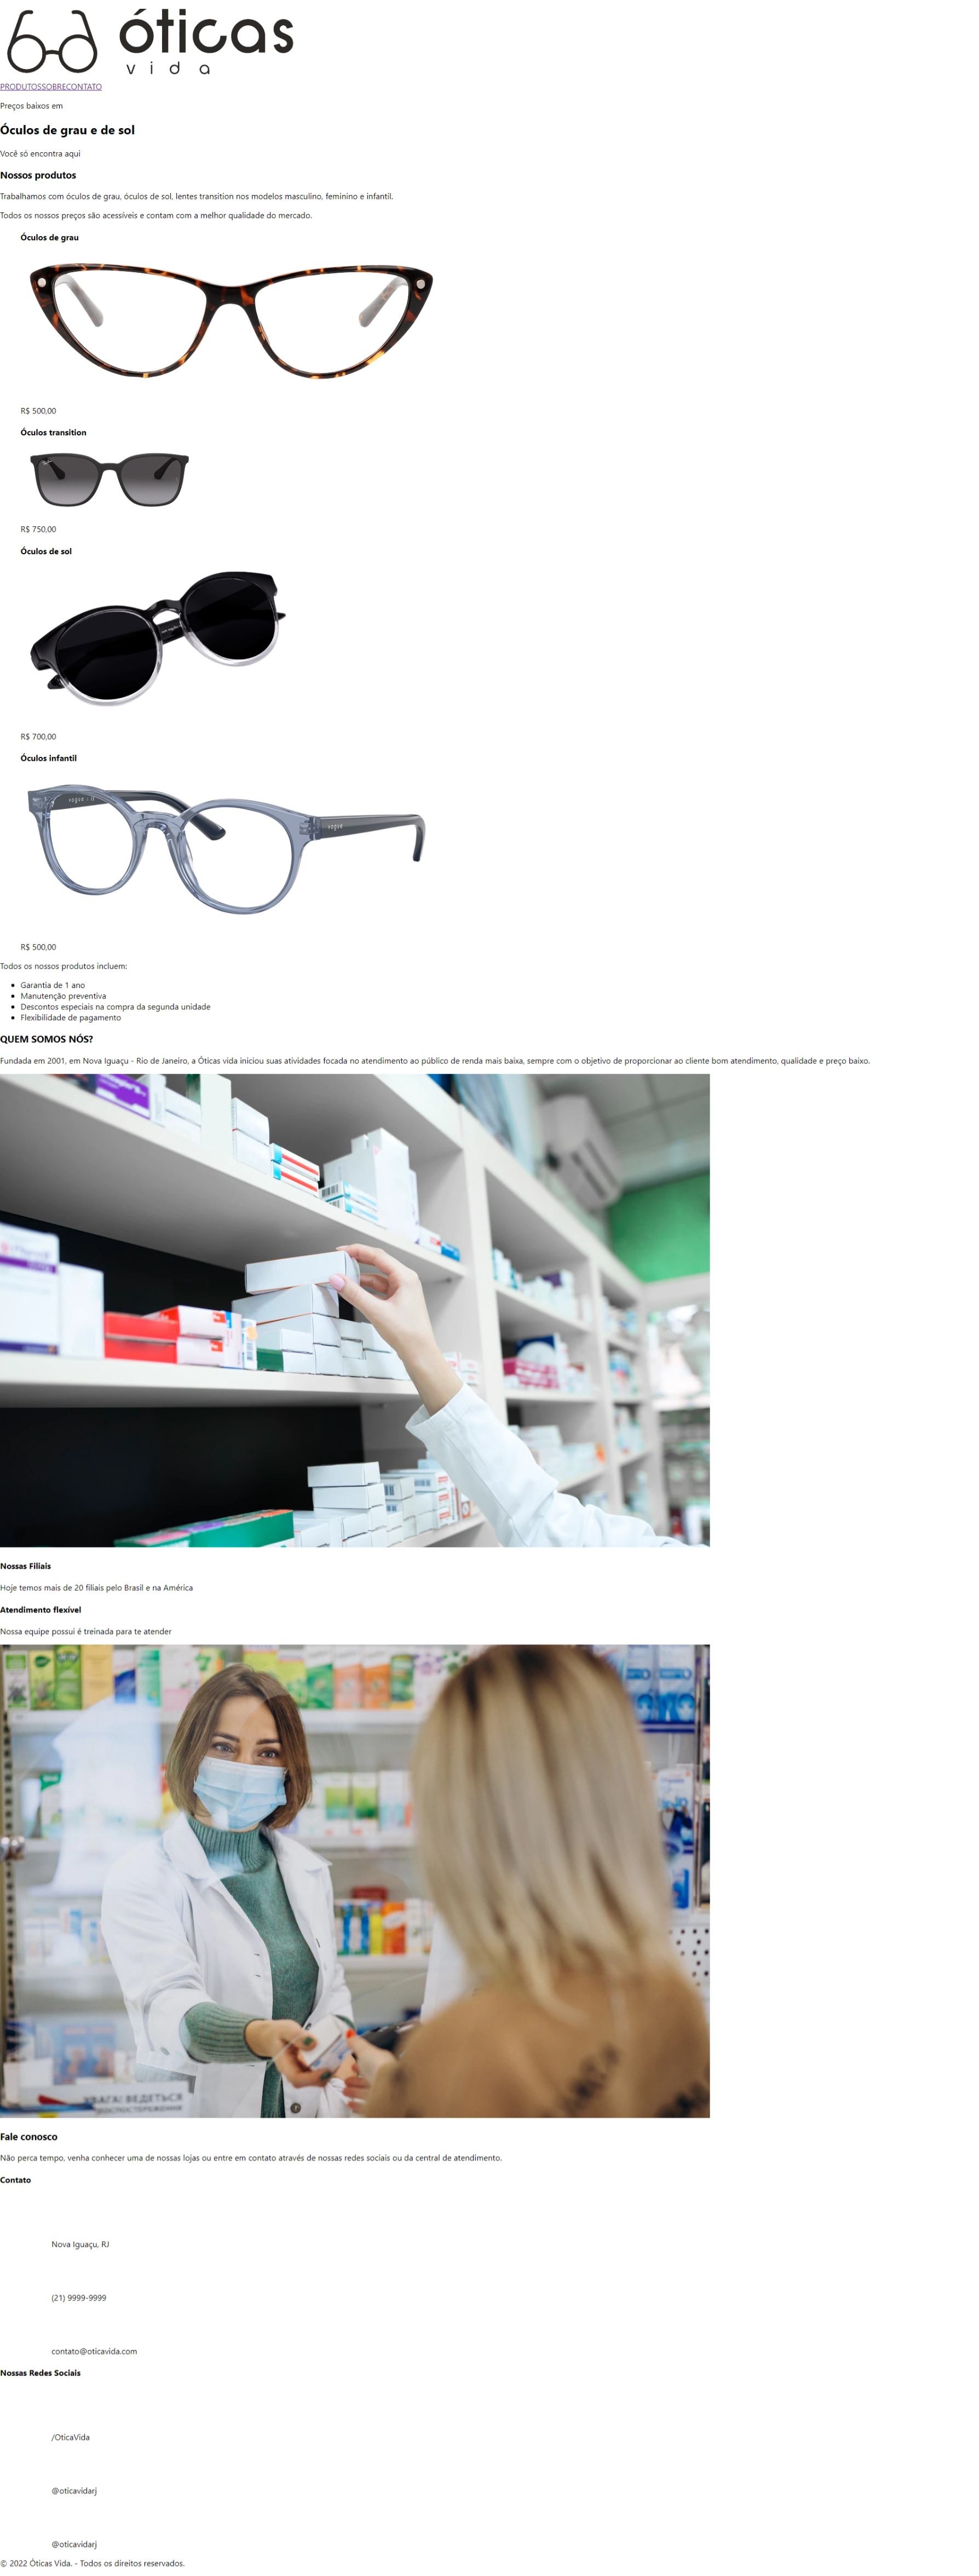 óticas
vida
PRODUTOSSOBRECONTATO
Preços baixos em
Óculos de grau e de sol
Você só encontra aqui
Nossos produtos
Trabalhamos com óculos de grau, óculos de sol, lentes transition nos modelos masculino, feminino e infantil.
Todos os nossos preços são acessíveis e contam com a melhor qualidade do mercado.
Óculos de grau
R$ 500,00
Óculos transition
R$ 750,00
Óculos de sol
R$ 700,00
Óculos infantil
vogue
vogue
R$ 500,00
Todos os nossos produtos incluem:
Garantia de 1 ano
Manutenção preventiva
Descontos especiais na compra da segunda unidade
Flexibilidade de pagamento
QUEM SOMOS NÓS?
Fundada em 2001, em Nova Iguaçu - Rio de Janeiro, a Óticas vida iniciou suas atividades focada no atendimento ao público de renda mais baixa, sempre com o objetivo de proporcionar ao cliente bom atendimento, qualidade e preço baixo.
Nossas Filiais
Hoje temos mais de 20 filiais pelo Brasil e na América
Atendimento flexível
Nossa equipe possui é treinada para te atender
УВАГА! ВЕДЕТЬСЯ
Fale conosco
Não perca tempo, venha conhecer uma de nossas lojas ou entre em contato através de nossas redes sociais ou da central de atendimento.
Contato
Nova Iguaçu, RJ
(21) 9999-9999
contato@oticavida.com
Nossas Redes Sociais
/OticaVida
@oticavidarj
@oticavidarj
© 2022 Óticas Vida. - Todos os direitos reservados.